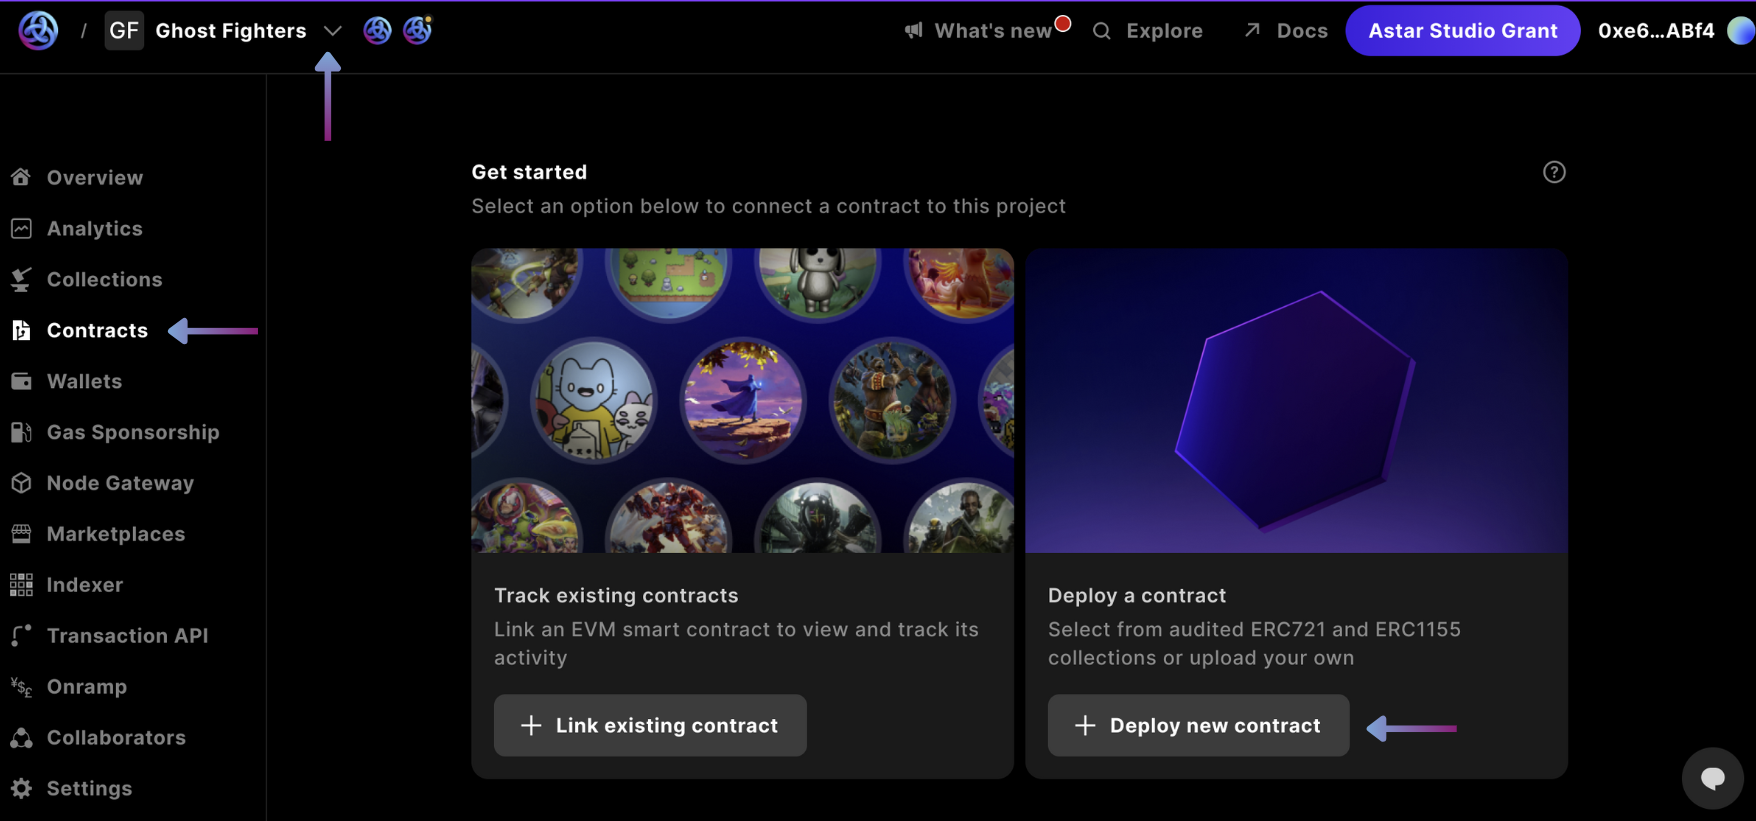 / GF Ghost Fighters What's new Explore Docs Astar Studio Grant 0xe6...ABf4
Overview
Analytics
Collections
Contracts
Wallets
Gas Sponsorship
Node Gateway
Marketplaces
Indexer
Transaction API
Onramp
Collaborators
Settings
Get started
?
Select an option below to connect a contract to this project
Track existing contracts
Link an EVM smart contract to view and track its
activity
+ Link existing contract
Deploy a contract
Select from audited ERC721 and ERC1155
collections or upload your own
+ Deploy new contract